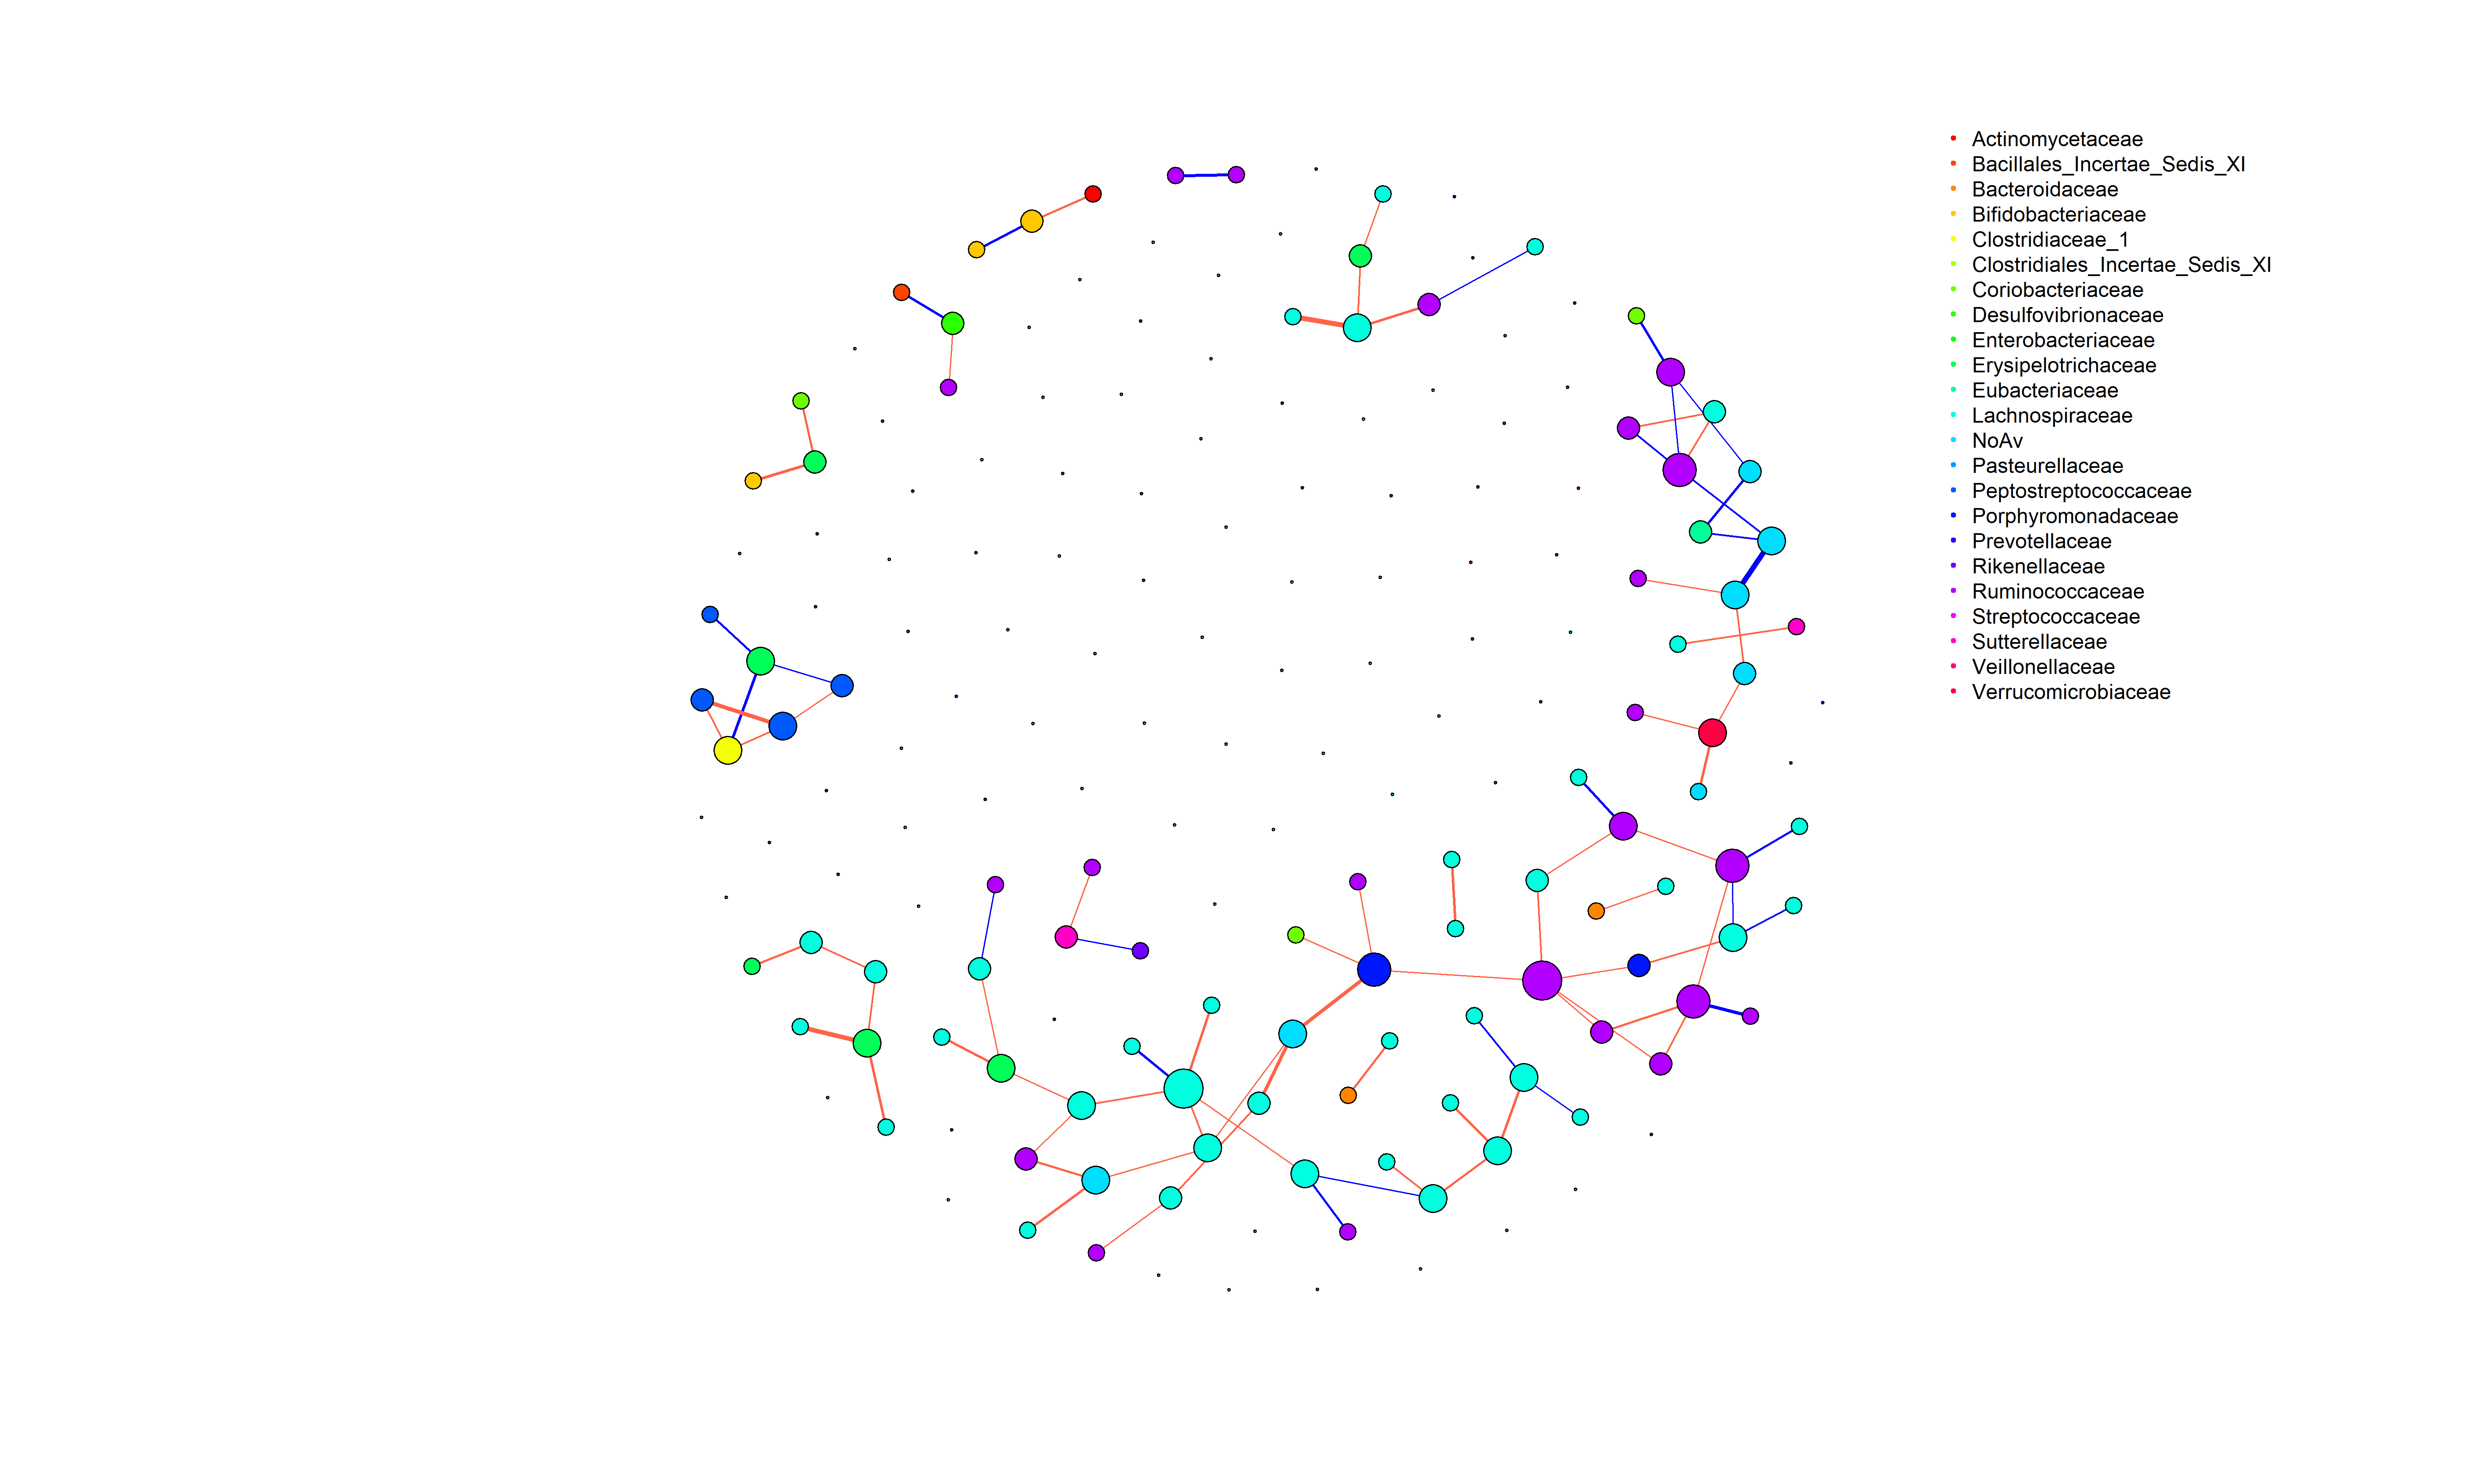 Actinomycetaceae
Bacillales_Incertae_Sedis_XI
Bacteroidaceae
Bifidobacteriaceae
Clostridiaceae_1
Clostridiales_Incertae_Sedis_XI
Coriobacteriaceae
Desulfovibrionaceae
Enterobacteriaceae
Erysipelotrichaceae
Eubacteriaceae
Lachnospiraceae
NoAv
Pasteurellaceae
Peptostreptococcaceae
Porphyromonadaceae
Prevotellaceae
Rikenellaceae
Ruminococcaceae
Streptococcaceae
Sutterellaceae
Veillonellaceae
Verrucomicrobiaceae